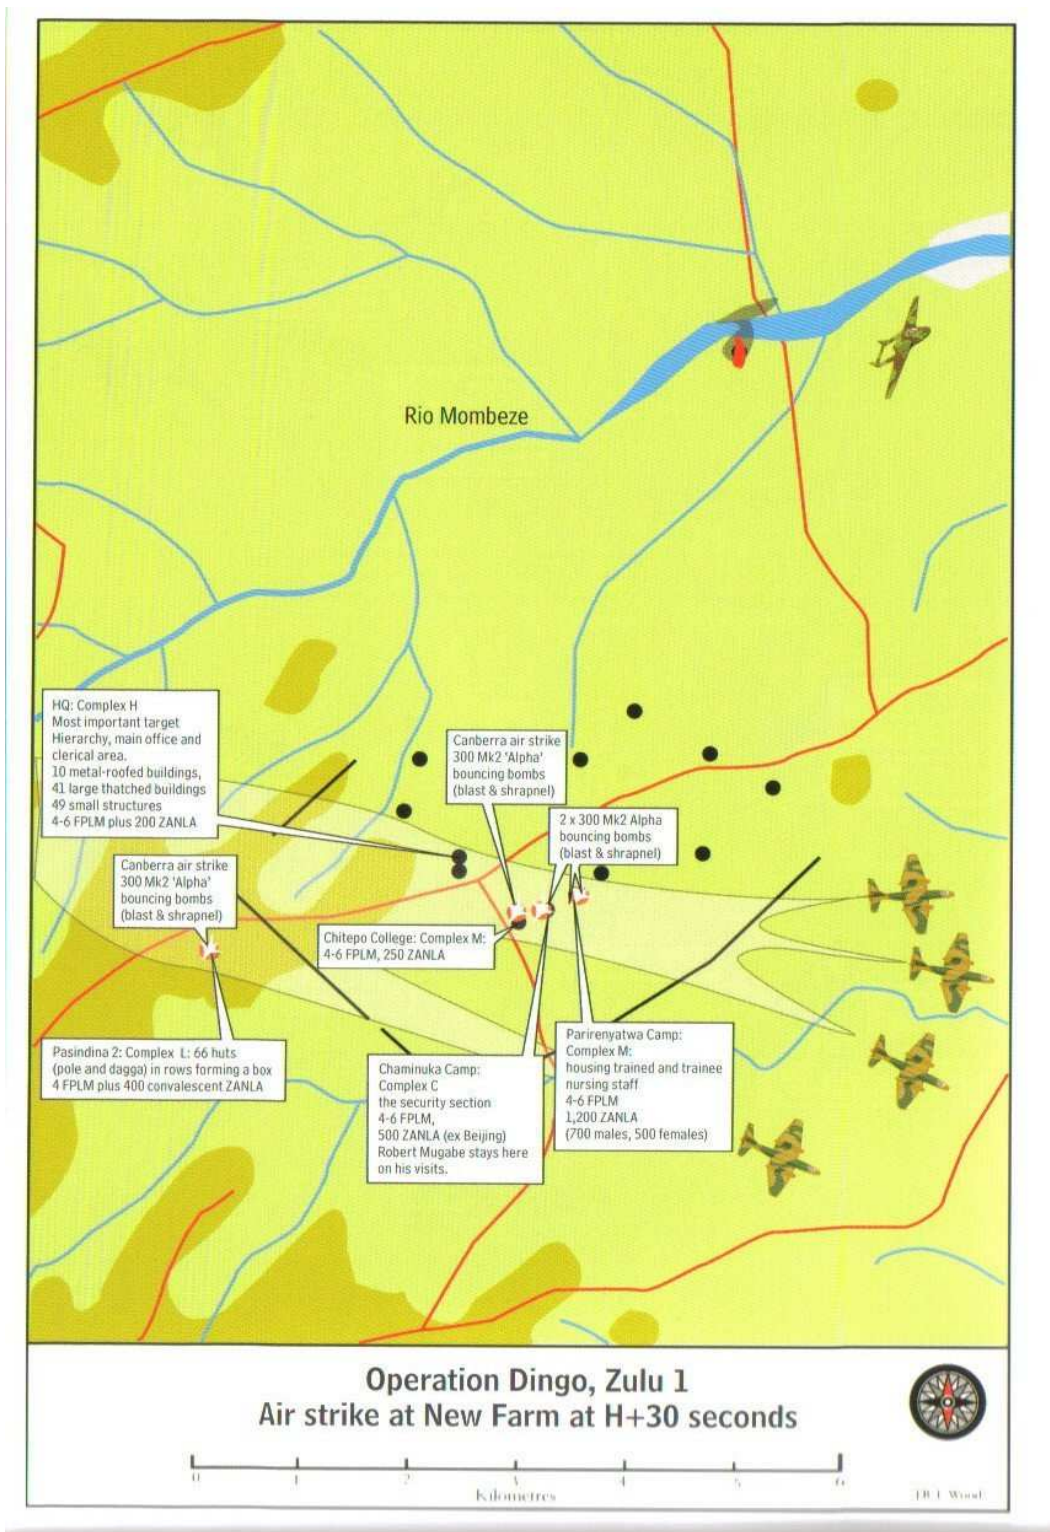 Rio Mombeze
HQ: Complex H
Most important target
Hierarchy, main office and
clerical area.
10 metal-roofed buildings,
41 large thatched buildings
49 small structures
4-6 FPLM plus 200 ZANLA
Canberra air strike
300 Mk2 'Alpha'
bouncing bombs
(blast & shrapnel)
2 x 300 Mk2 Alpha
bouncing bombs
(blast & shrapnel)
Canberra air strike
300 Mk2 'Alpha'
bouncing bombs
(blast & shrapnel)
Chitepo College: Complex M:
4-6 FPLM, 250 ZANLA
Pasindina 2: Complex L: 66 huts
(pole and dagga) in rows forming a box
4 FPLM plus 400 convalescent ZANLA
Chaminuka Camp:
Complex C
the security section
4-6 FPLM,
500 ZANLA (ex Beijing)
Robert Mugabe stays here
on his visits.
Parirenyatwa Camp:
Complex M:
housing trained and trainee
nursing staff
4-6 FPLM
1,200 ZANLA
(700 males, 500 females)
Operation Dingo, Zulu 1
Air strike at New Farm at H+30 seconds
0 1 2 3 4 5 6
Kilometres
Wood